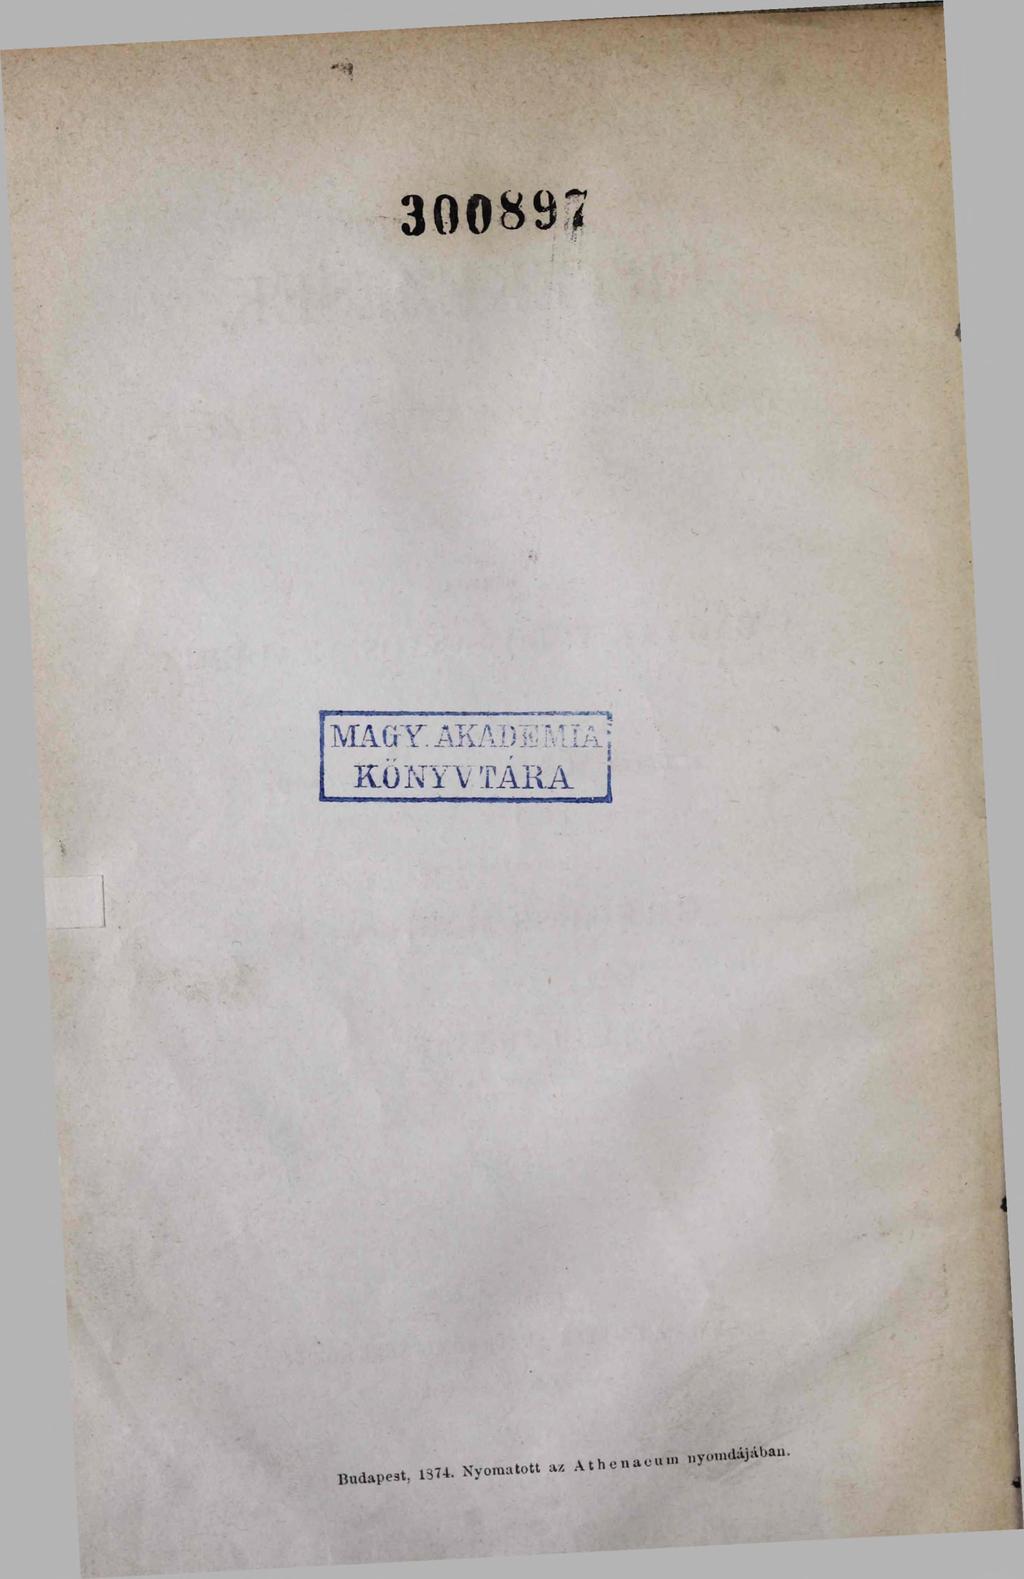 300897
MAGY. AKADEMIA
KÖNYVTÁRA
Budapest, 1874. Nyomatott az Athenaeum nyomdájában.